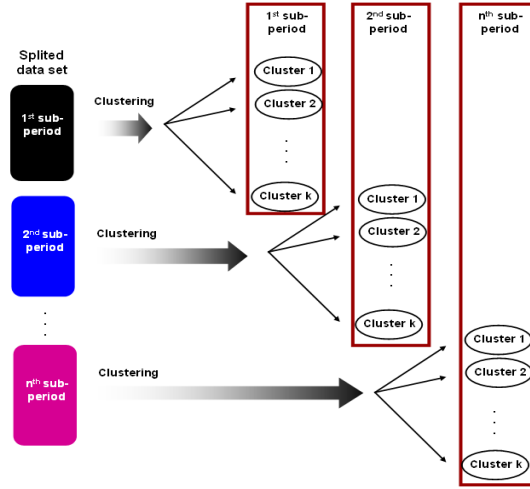 1st sub-
period
2nd sub-
period
nth sub-
period
Splited
data set
1st sub-
period
Clustering
Cluster 1
Cluster 2
.
.
.
Cluster k
2nd sub-
period
Clustering
Cluster 1
Cluster 2
.
.
.
Cluster k
.
.
.
nth sub-
period
Clustering
Cluster 1
Cluster 2
.
.
.
Cluster k